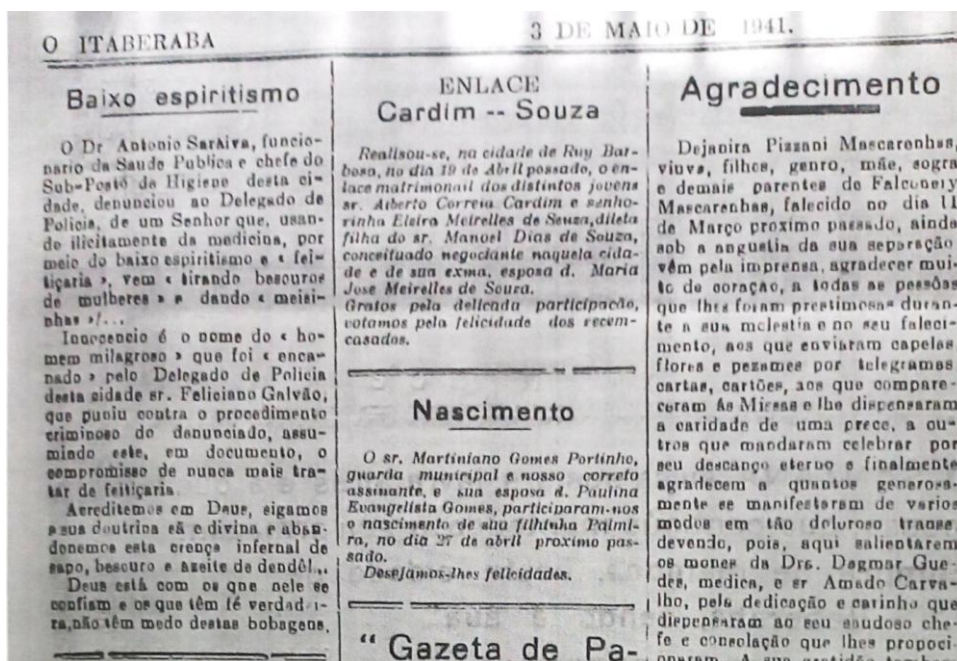 O ITABERABA
3 DE MAIO DE 1941.
Baixo espiritismo
O Dr Antonio Saraiva, funcio-
nario da Saude Publica e chefe do
Sub-Posto da Higiene desta ci-
dade, denunciou ao Delegado de
Policia, de um Senhor que, usan-
do ilicitamente da medicina, por
meio do baixo espiritismo e « fei-
tiçaria », vem « tirando besouros
de mulheres » e dando « meisi-
nhas »!...
Inocencio é o nome do « ho-
mem milagroso » que foi « enca-
nado » pelo Delegado de Policia
desta cidade sr. Feliciano Galvão,
que puniu contra o procedimento
criminoso do denunciado, assu-
mindo este, em documento, o
compromisso de nunca mais tra-
tar de feitiçaria.
Acreditemos em Deus, sigamos
a sua doutrina sã e divina e aban-
donemos esta crença infernal de
sapo, besouro e azeite de dendê!..
Deus está com os que nele se
confiam e os que têm fé verdadei-
ra, não têm medo destas bobagens.
ENLACE
Cardim -- Souza
Realisou-se, na cidade de Ruy Bar-
bosa, no dia 19 de Abril passado, o en-
lace matrimonail dos distintos jovens
sr. Alberto Correia Cardim e senho-
rinha Elsira Meirelles de Souza, dileta
filha do sr. Manoel Dias de Souza,
conceituado negociante naquela cida-
de e de sua exma. esposa d. Maria
José Meirelles de Soura.
Gratos pela delicada participacão,
votamos pela felicidade dos recem-
casados.
Nascimento
O sr. Martiniano Gomes Portinho,
guarda municipal e nosso correto
assinante, e sua esposa d. Paulina
Evangelista Gomes, participaram-nos
o nascimento de sua filhinha Palmi-
ra, no dia 27 de abril proximo pas-
sado.
Desejamos-lhes felicidades.
" Gazeta de Pa-
Agradecimento
Dejanira Pizzani Mascarenhas,
viuva, filhos, genro, mãe, sogra
e demais parentes de Falconery
Mascarenhas, falecido no dia 11
de Março proximo passado, ainda
sob a angustia da sua separação
vêm pela imprensa, agradecer mui-
to de coração, a todas as pessôas
que lhes foram prestimosas duran-
te a sua molestia e no seu faleci-
mento, aos que enviaram capelas
flores e pezames por telegramas
cartas, cartões, aos que compare-
ceram ás Missas e lhe dispensaram
a caridade de uma prece, a ou-
tros que mandaram celebrar por
seu descanço eterno e finalmente
agradecem a quantos generosa-
mente se manifestaram de varios
modos em tão doloroso transe
devendo, pois, aqui salientarem
os mones da Dra. Dagmar Gue-
des, medica, e sr Amado Carva-
lho, pela dedicação e carinho que
dispensaram ao seu saudoso che-
fe e consolação que lhes propoci-
onaram. A sua gratidão